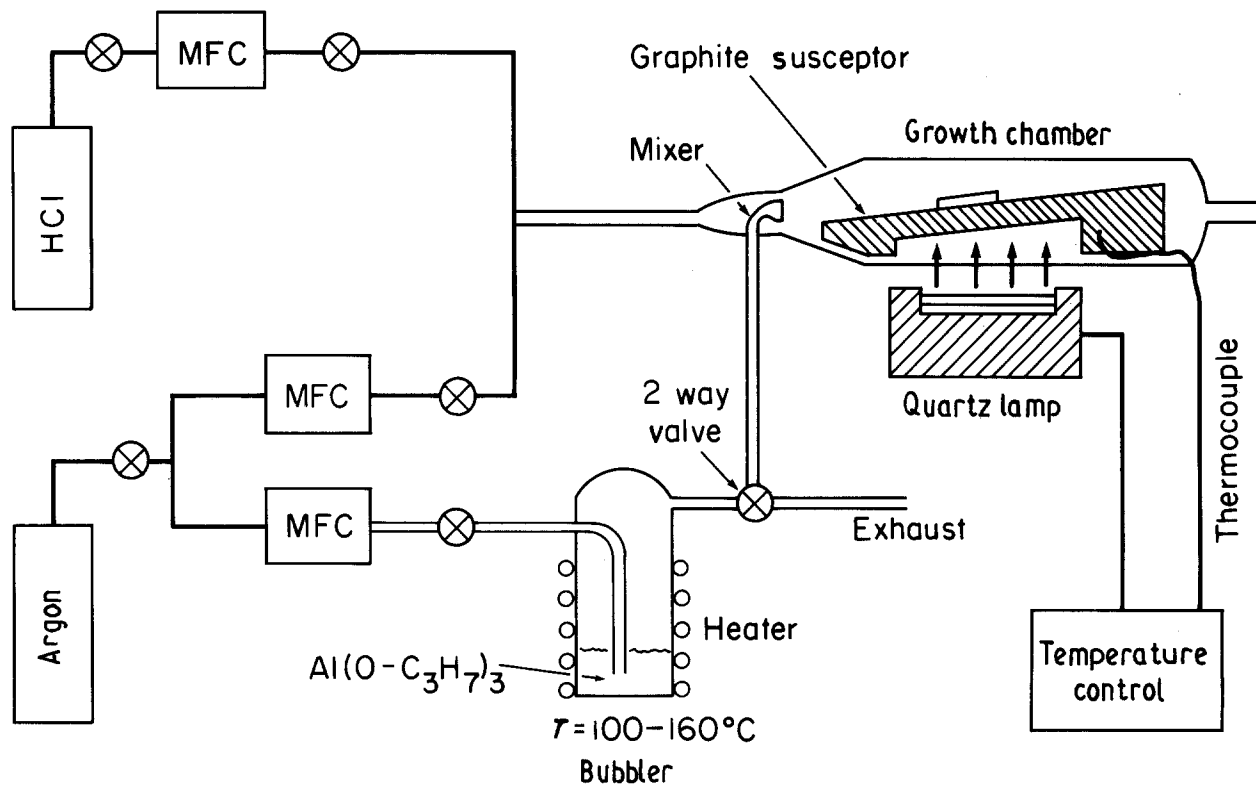 MFC
Graphite susceptor
Growth chamber
Mixer
HCl
MFC
2 way
valve
Quartz lamp
Thermocouple
MFC
Exhaust
Argon
Heater
Al(O-C₃H₇)₃
Temperature
control
T=100-160°C
Bubbler